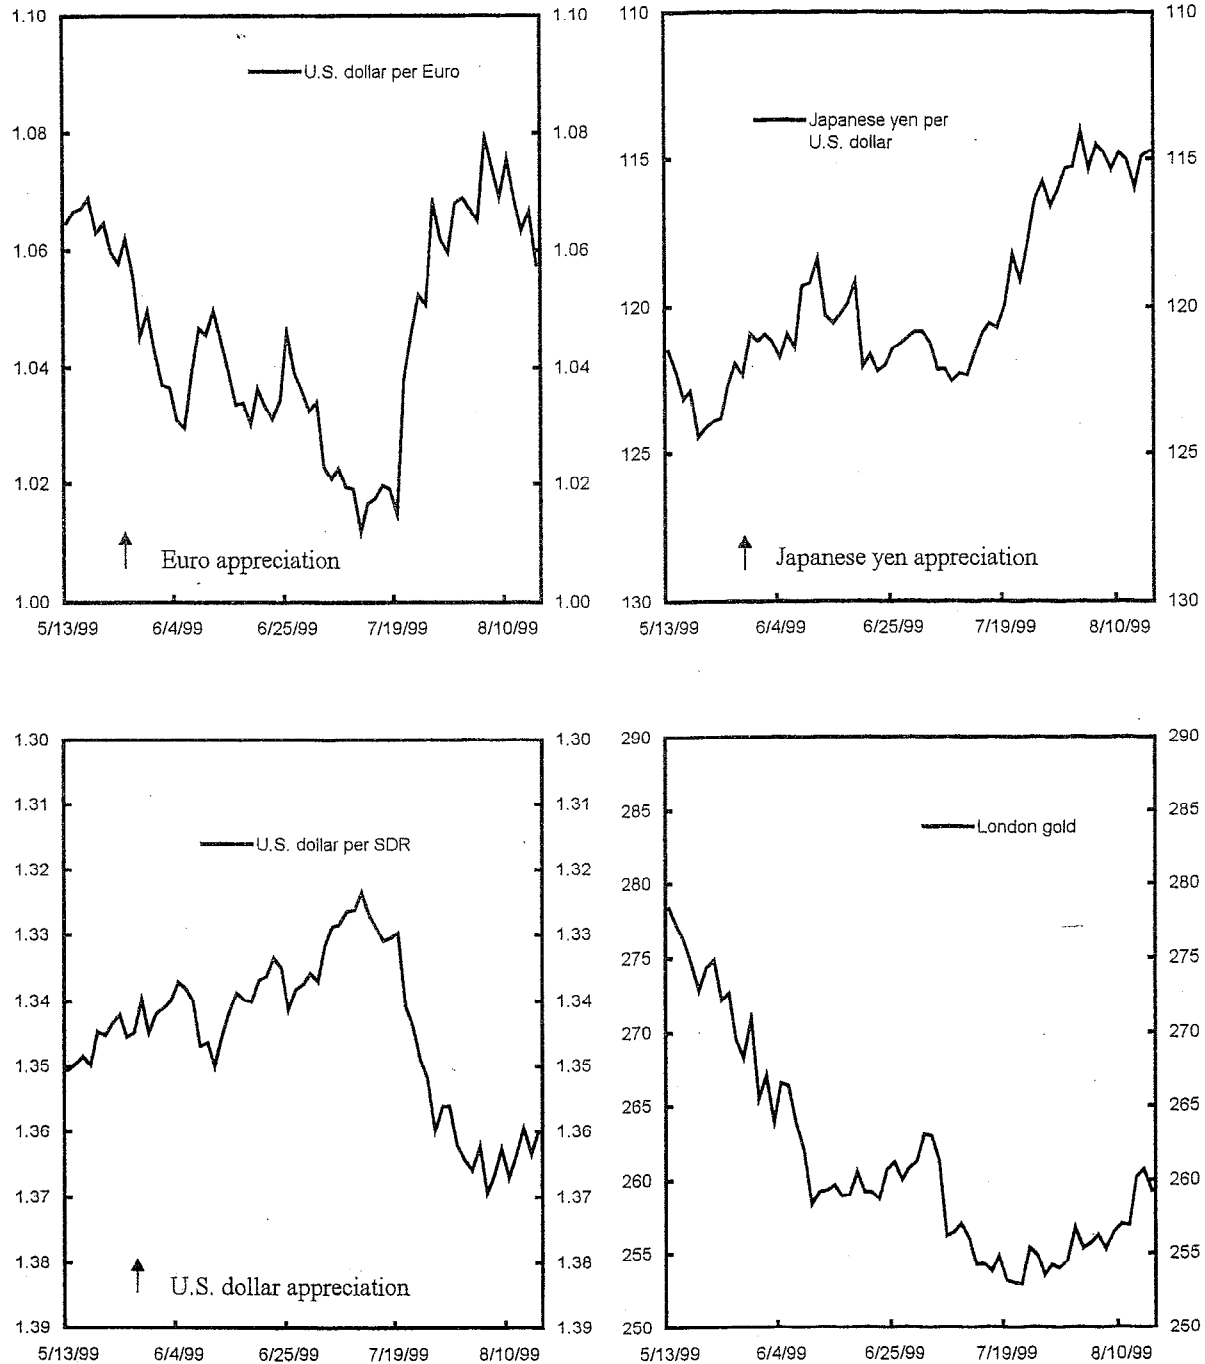 1.10 1.10
U.S. dollar per Euro
1.08 1.08
1.06 1.06
1.04 1.04
1.02 1.02
Euro appreciation
1.00 1.00
5/13/99 6/4/99 6/25/99 7/19/99 8/10/99
110 110
Japanese yen per
U.S. dollar
115 115
120 120
125 125
Japanese yen appreciation
130 130
5/13/99 6/4/99 6/25/99 7/19/99 8/10/99
1.30 1.30
1.31 1.31
U.S. dollar per SDR
1.32 1.32
1.33 1.33
1.34 1.34
1.35 1.35
1.36 1.36
1.37 1.37
1.38 1.38
U.S. dollar appreciation
1.39 1.39
5/13/99 6/4/99 6/25/99 7/19/99 8/10/99
290 290
285 285
London gold
280 280
275 275
270 270
265 265
260 260
255 255
250 250
5/13/99 6/4/99 6/25/99 7/19/99 8/10/99